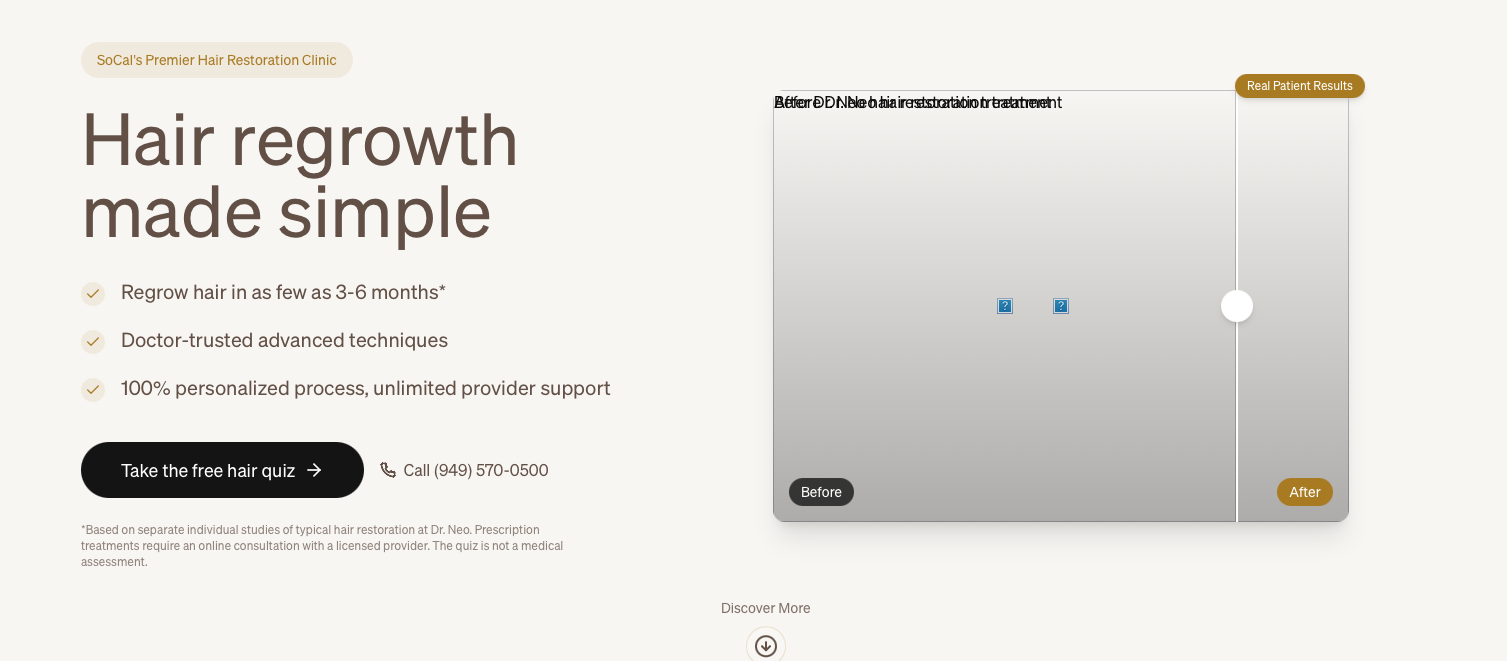 SoCal's Premier Hair Restoration Clinic
Hair regrowth
made simple
Regrow hair in as few as 3-6 months*
Doctor-trusted advanced techniques
100% personalized process, unlimited provider support
Take the free hair quiz
Call (949) 570-0500
*Based on separate individual studies of typical hair restoration at Dr. Neo. Prescription
treatments require an online consultation with a licensed provider. The quiz is not a medical
assessment.
Real Patient Results
Before
After
Discover More